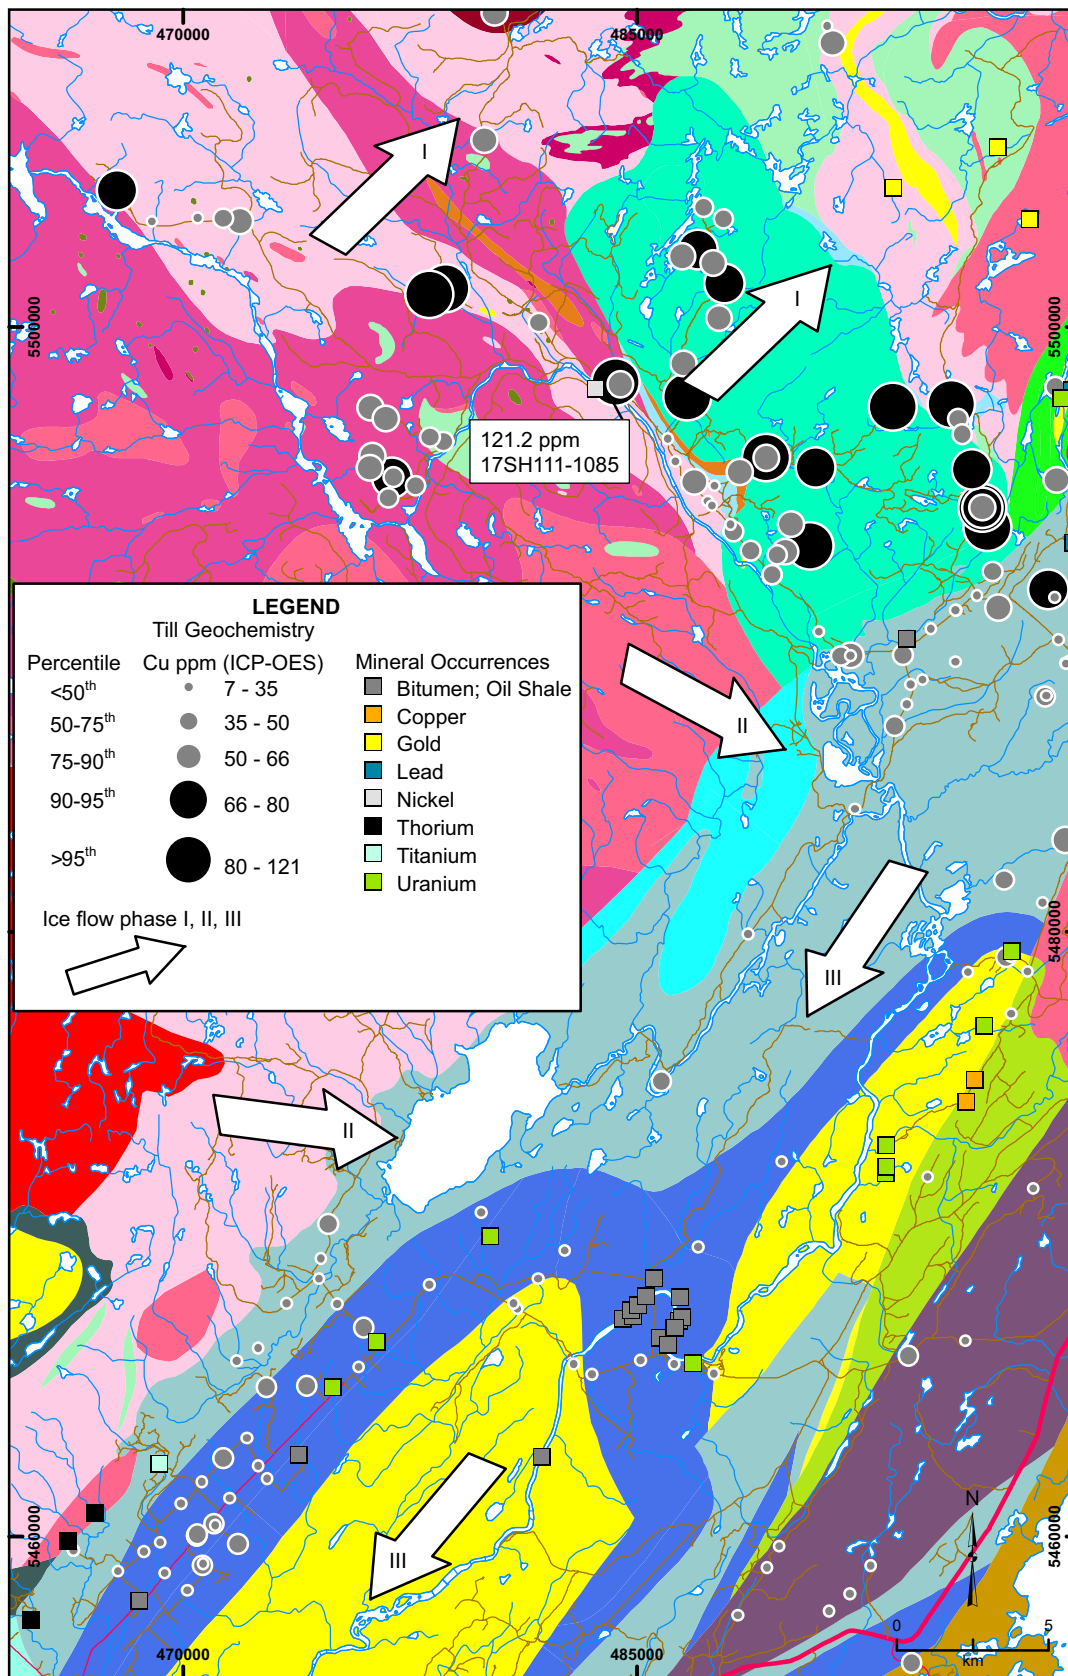 470000
485000
I
I
5500000
5500000
121.2 ppm
17SH111-1085
LEGEND
Till Geochemistry
Percentile
Cu ppm (ICP-OES)
<50th
7 - 35
50-75th
35 - 50
75-90th
50 - 66
90-95th
66 - 80
>95th
80 - 121
Mineral Occurrences
Bitumen; Oil Shale
Copper
Gold
Lead
Nickel
Thorium
Titanium
Uranium
Ice flow phase I, II, III
II
III
5480000
II
III
5460000
5460000
N
0
5
km
470000
485000